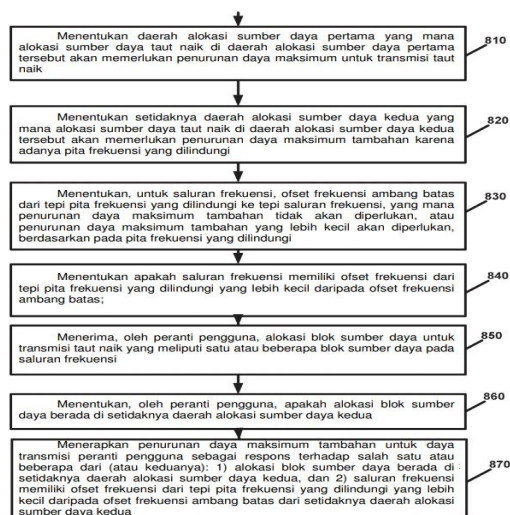 Menentukan daerah alokasi sumber daya pertama yang mana
alokasi sumber daya taut naik di daerah alokasi sumber daya pertama
tersebut akan memerlukan penurunan daya maksimum untuk transmisi taut
naik
810
Menentukan setidaknya daerah alokasi sumber daya kedua yang
mana alokasi sumber daya taut naik di daerah alokasi sumber daya kedua
tersebut akan memerlukan penurunan daya maksimum tambahan karena
adanya pita frekuensi yang dilindungi
820
Menentukan, untuk saluran frekuensi, ofset frekuensi ambang batas
dari tepi pita frekuensi yang dilindungi ke tepi saluran frekuensi, yang mana
penurunan daya maksimum tambahan tidak akan diperlukan, atau
penurunan daya maksimum tambahan yang lebih kecil akan diperlukan,
berdasarkan pada pita frekuensi yang dilindungi
830
Menentukan apakah saluran frekuensi memiliki ofset frekuensi dari
tepi pita frekuensi yang dilindungi yang lebih kecil daripada ofset frekuensi
ambang batas;
840
Menerima, oleh peranti pengguna, alokasi blok sumber daya untuk
transmisi taut naik yang meliputi satu atau beberapa blok sumber daya pada
saluran frekuensi
850
Menentukan, oleh peranti pengguna, apakah alokasi blok sumber
daya berada di setidaknya daerah alokasi sumber daya kedua
860
Menerapkan penurunan daya maksimum tambahan untuk daya
transmisi peranti pengguna sebagai respons terhadap salah satu atau
beberapa dari (atau keduanya): 1) alokasi blok sumber daya berada di
setidaknya daerah alokasi sumber daya kedua, dan 2) saluran frekuensi
memiliki ofset frekuensi dari tepi pita frekuensi yang dilindungi yang lebih
kecil daripada ofset frekuensi ambang batas dari setidaknya daerah alokasi
sumber daya kedua
870